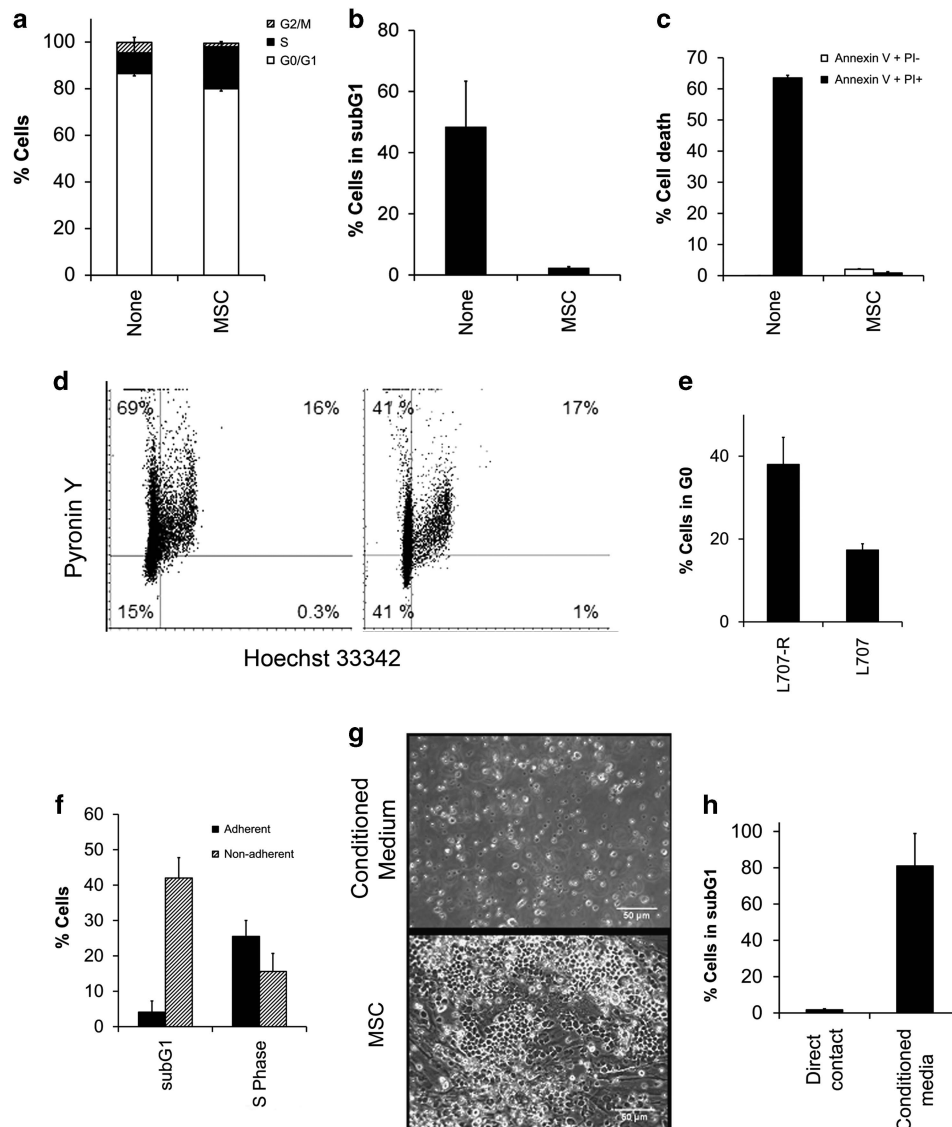 a
% Cells
100
80
60
40
20
0
None
MSC
G2/M
S
G0/G1
b
% Cells in subG1
80
60
40
20
0
None
MSC
c
% Cell death
70
60
50
40
30
20
10
0
None
MSC
Annexin V + PI-
Annexin V + PI+
d
Pyronin Y
69%
16%
15%
0.3%
41 %
17%
41 %
1%
Hoechst 33342
e
% Cells in G0
40
20
0
L707-R
L707
f
% Cells
60
50
40
30
20
10
0
subG1
S Phase
Adherent
Non-adherent
g
Conditioned
Medium
50 µm
MSC
50 µm
h
% Cells in subG1
100
80
60
40
20
0
Direct
contact
Conditioned
media